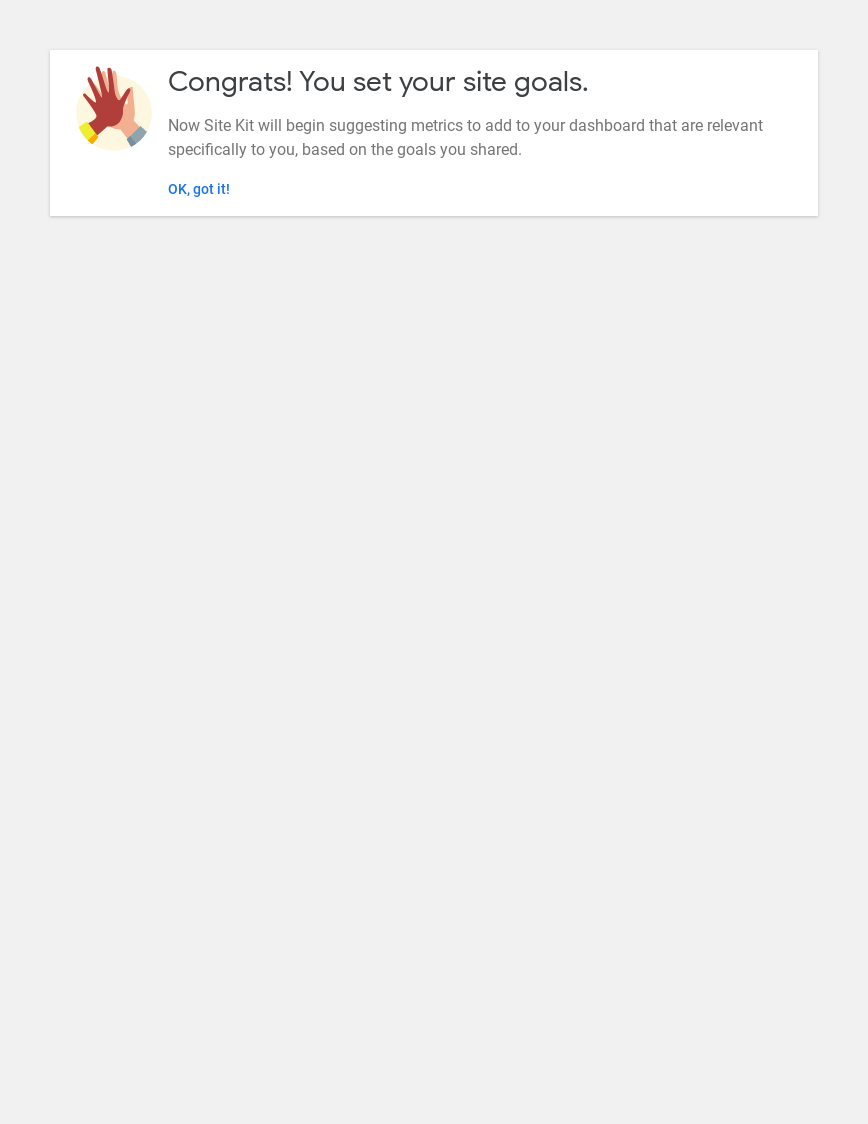 Congrats! You set your site goals.
Now Site Kit will begin suggesting metrics to add to your dashboard that are relevant
specifically to you, based on the goals you shared.
OK, got it!